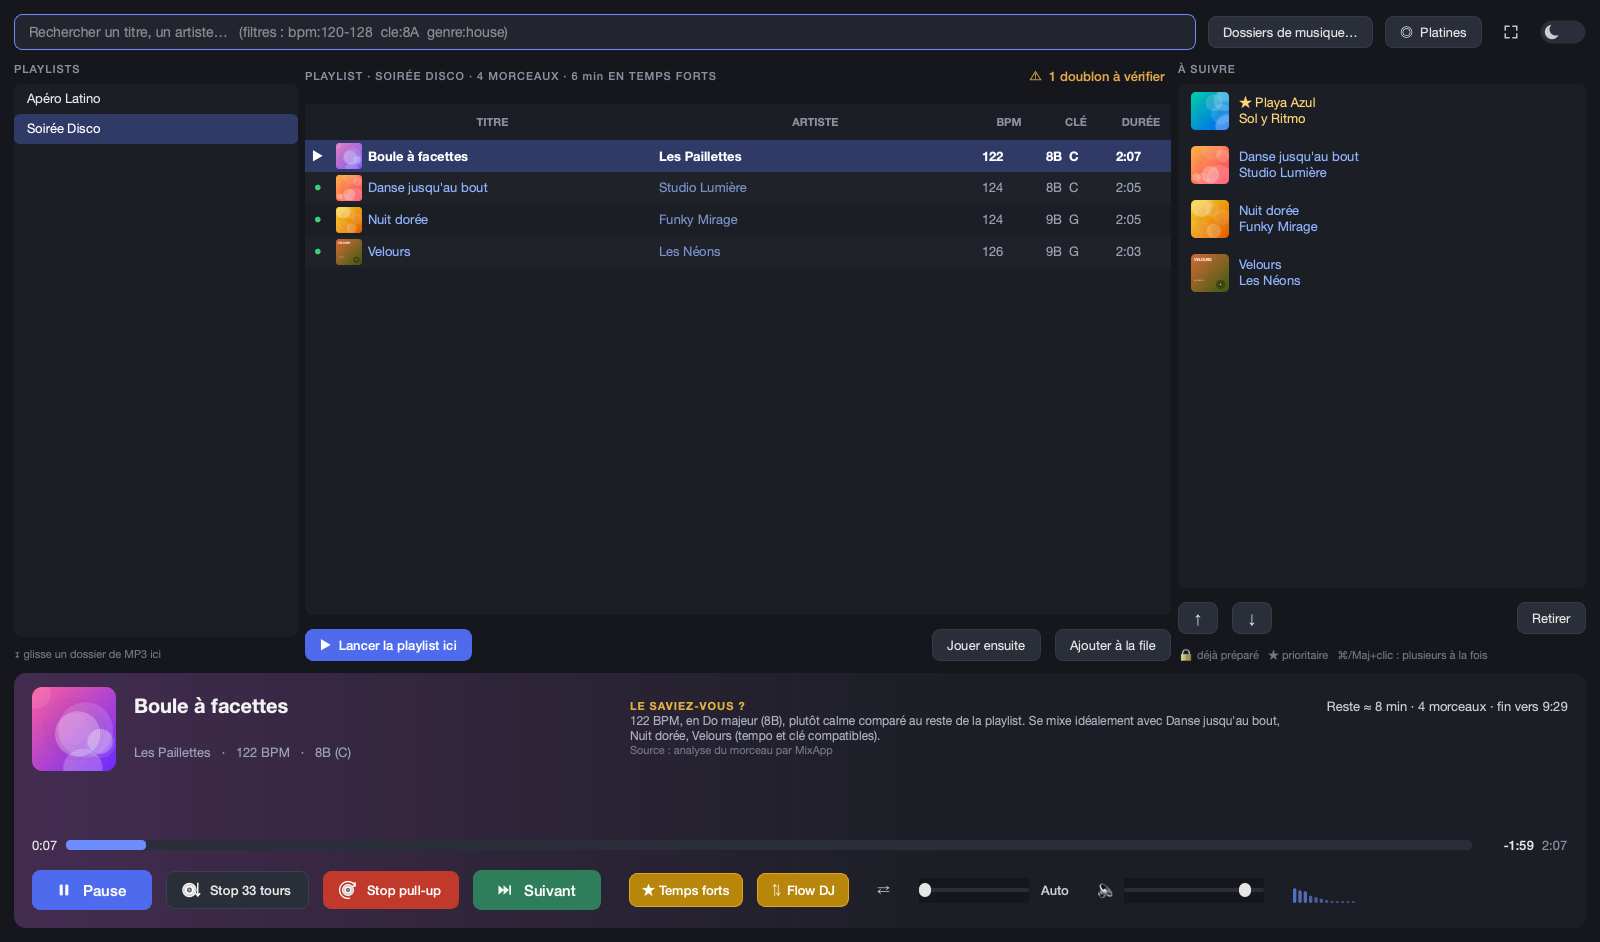 Rechercher un titre, un artiste… (filtres : bpm:120-128 cle:8A genre:house)
Dossiers de musique…
Platines
PLAYLISTS
Apéro Latino
Soirée Disco
↧ glisse un dossier de MP3 ici
PLAYLIST · SOIRÉE DISCO · 4 MORCEAUX · 6 min EN TEMPS FORTS
⚠ 1 doublon à vérifier
TITRE ARTISTE BPM CLÉ DURÉE
▶ Boule à facettes Les Paillettes 122 8B C 2:07
Danse jusqu'au bout Studio Lumière 124 8B C 2:05
Nuit dorée Funky Mirage 124 9B G 2:05
Velours Les Néons 126 9B G 2:03
▶ Lancer la playlist ici
Jouer ensuite
Ajouter à la file
À SUIVRE
★ Playa Azul
Sol y Ritmo
Danse jusqu'au bout
Studio Lumière
Nuit dorée
Funky Mirage
VELOURS
Velours
Les Néons
↑ ↓
Retirer
🔒 déjà préparé ★ prioritaire ⌘/Maj+clic : plusieurs à la fois
Boule à facettes
Les Paillettes · 122 BPM · 8B (C)
LE SAVIEZ-VOUS ?
122 BPM, en Do majeur (8B), plutôt calme comparé au reste de la playlist. Se mixe idéalement avec Danse jusqu'au bout,
Nuit dorée, Velours (tempo et clé compatibles).
Source : analyse du morceau par MixApp
Reste ≈ 8 min · 4 morceaux · fin vers 9:29
0:07
-1:59 2:07
Pause
Stop 33 tours
Stop pull-up
Suivant
★ Temps forts
⇅ Flow DJ
⇄
Auto